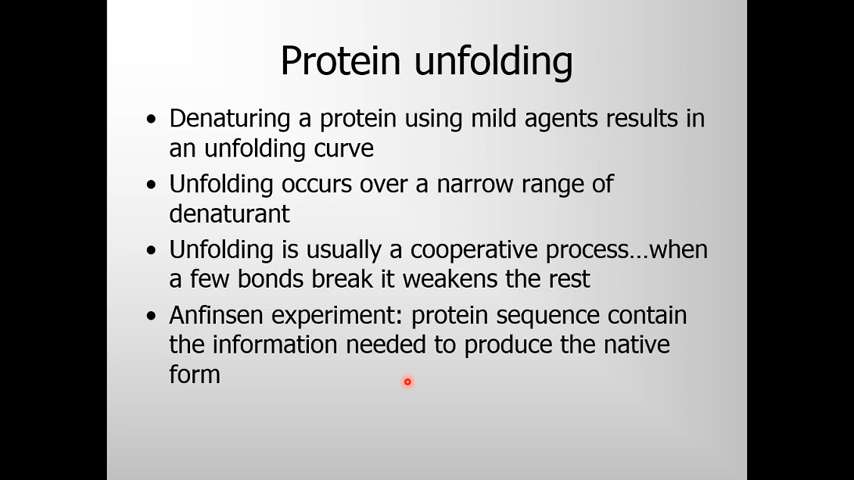 Protein unfolding
• Denaturing a protein using mild agents results in
an unfolding curve
• Unfolding occurs over a narrow range of
denaturant
• Unfolding is usually a cooperative process...when
a few bonds break it weakens the rest
• Anfinsen experiment: protein sequence contain
the information needed to produce the native
form